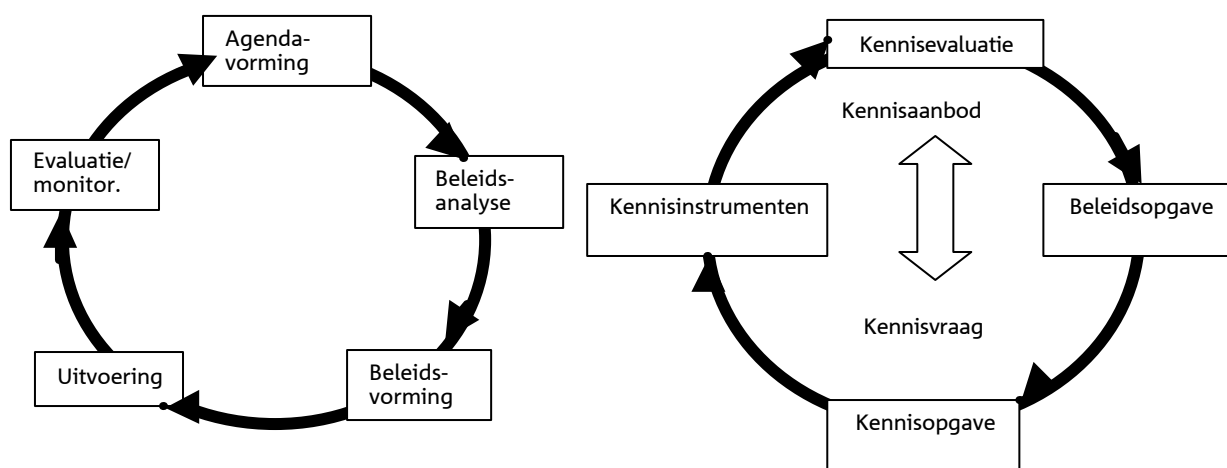 Agenda-
vorming
Beleids-
analyse
Beleids-
vorming
Uitvoering
Evaluatie/
monitor.
Kennisevaluatie
Kennisaanbod
Kennisinstrumenten
Beleidsopgave
Kennisvraag
Kennisopgave